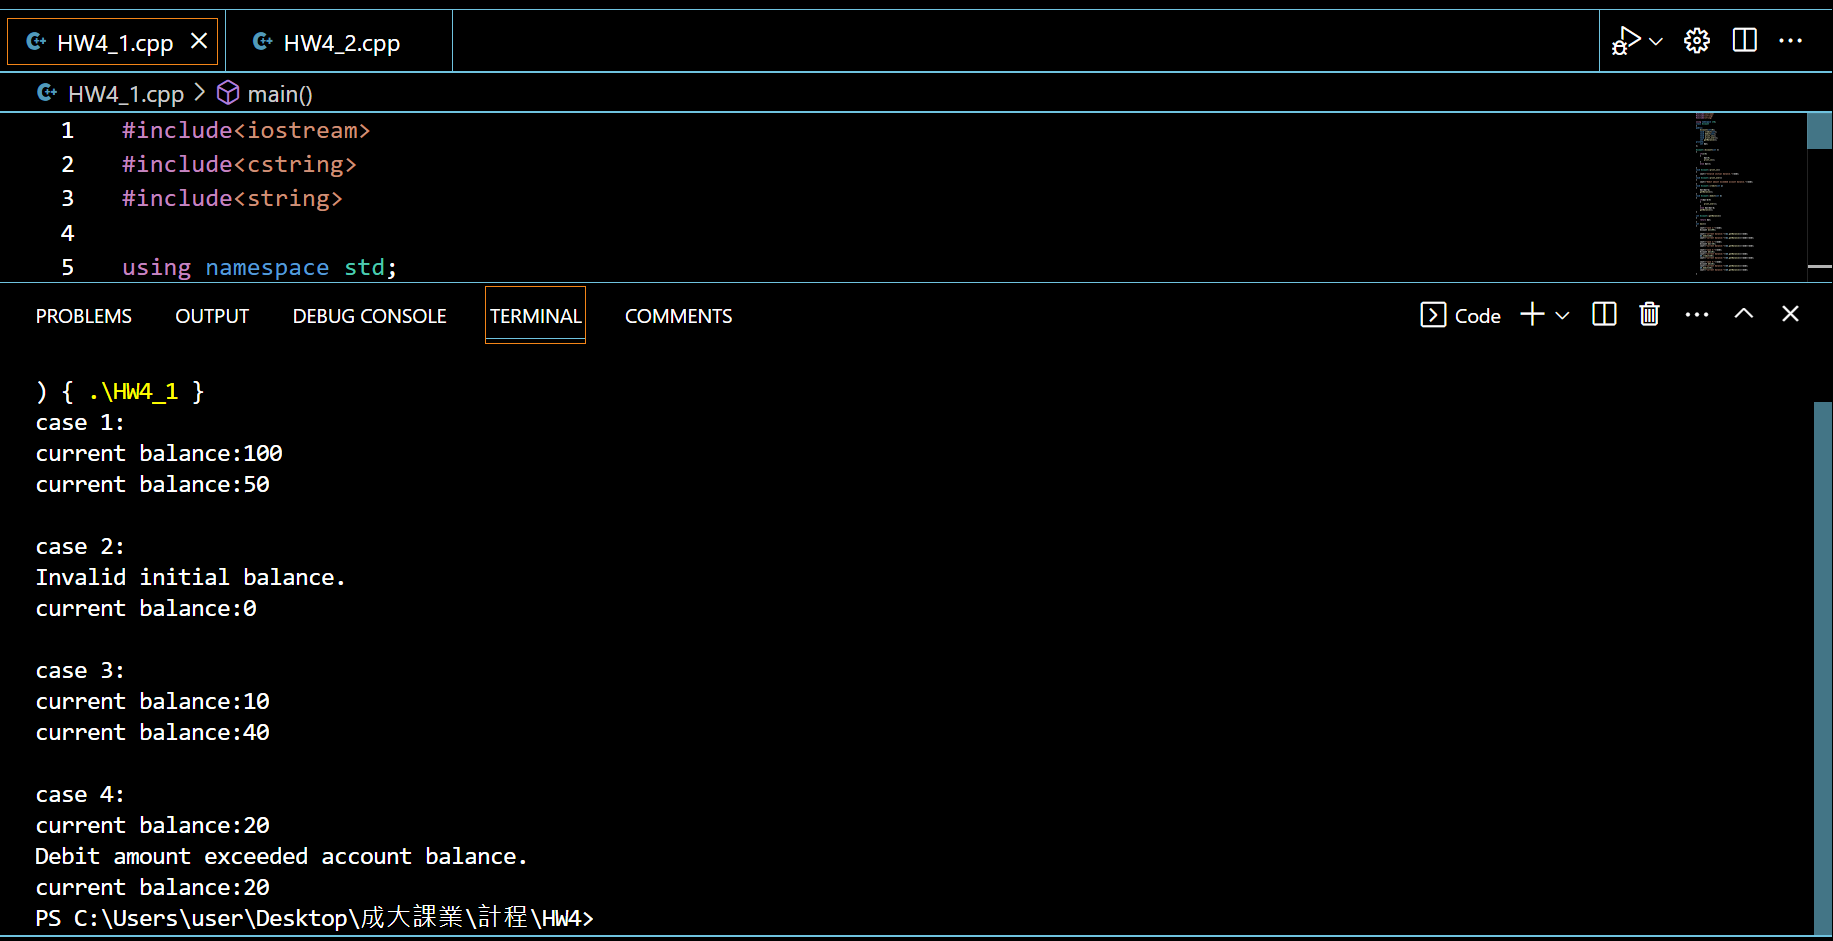 HW4_1.cpp
HW4_2.cpp
HW4_1.cpp > main()
1 #include<iostream>
2 #include<cstring>
3 #include<string>
4
5 using namespace std;
PROBLEMS OUTPUT DEBUG CONSOLE TERMINAL COMMENTS Code
) { .\HW4_1 }
case 1:
current balance:100
current balance:50
case 2:
Invalid initial balance.
current balance:0
case 3:
current balance:10
current balance:40
case 4:
current balance:20
Debit amount exceeded account balance.
current balance:20
PS C:\Users\user\Desktop\成大課業\計程\HW4>